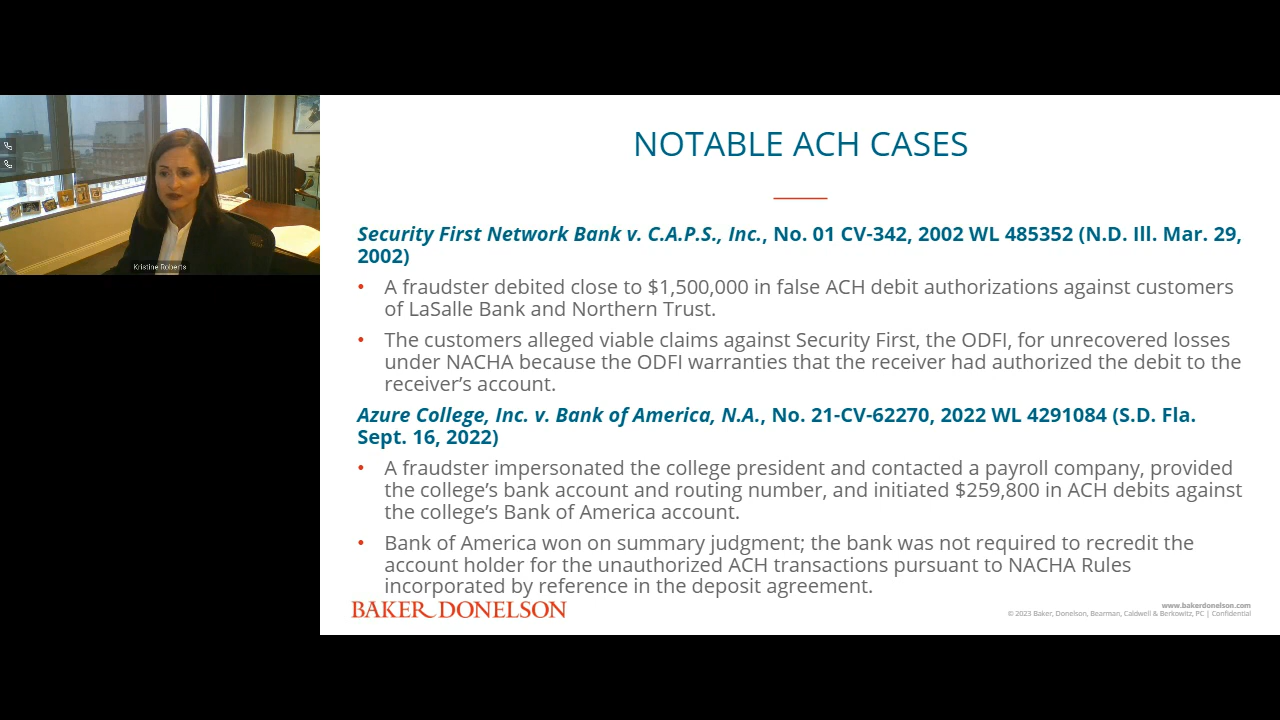 NOTABLE ACH CASES
Security First Network Bank v. C.A.P.S., Inc., No. 01 CV-342, 2002 WL 485352 (N.D. Ill. Mar. 29,
2002)
• A fraudster debited close to $1,500,000 in false ACH debit authorizations against customers
of LaSalle Bank and Northern Trust.
• The customers alleged viable claims against Security First, the ODFI, for unrecovered losses
under NACHA because the ODFI warranties that the receiver had authorized the debit to the
receiver's account.
Azure College, Inc. v. Bank of America, N.A., No. 21-CV-62270, 2022 WL 4291084 (S.D. Fla.
Sept. 16, 2022)
• A fraudster impersonated the college president and contacted a payroll company, provided
the college's bank account and routing number, and initiated $259,800 in ACH debits against
the college's Bank of America account.
• Bank of America won on summary judgment; the bank was not required to recredit the
account holder for the unauthorized ACH transactions pursuant to NACHA Rules
incorporated by reference in the deposit agreement.
BAKER DONELSON
www.bakerdonelson.com
© 2023 Baker, Donelson, Bearman, Caldwell & Berkowitz, PC | Confidential
Kristine Roberts